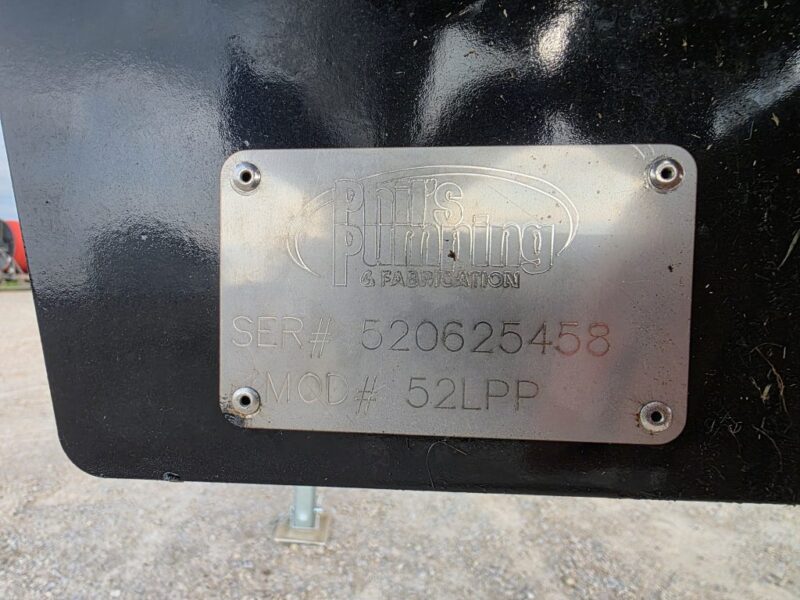 Phil's
Pumping
& FABRICATION
SER# 520625458
MOD# 52LPP